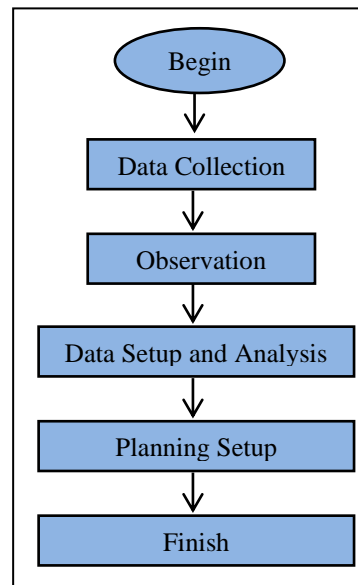 Begin
Data Collection
Observation
Data Setup and Analysis
Planning Setup
Finish